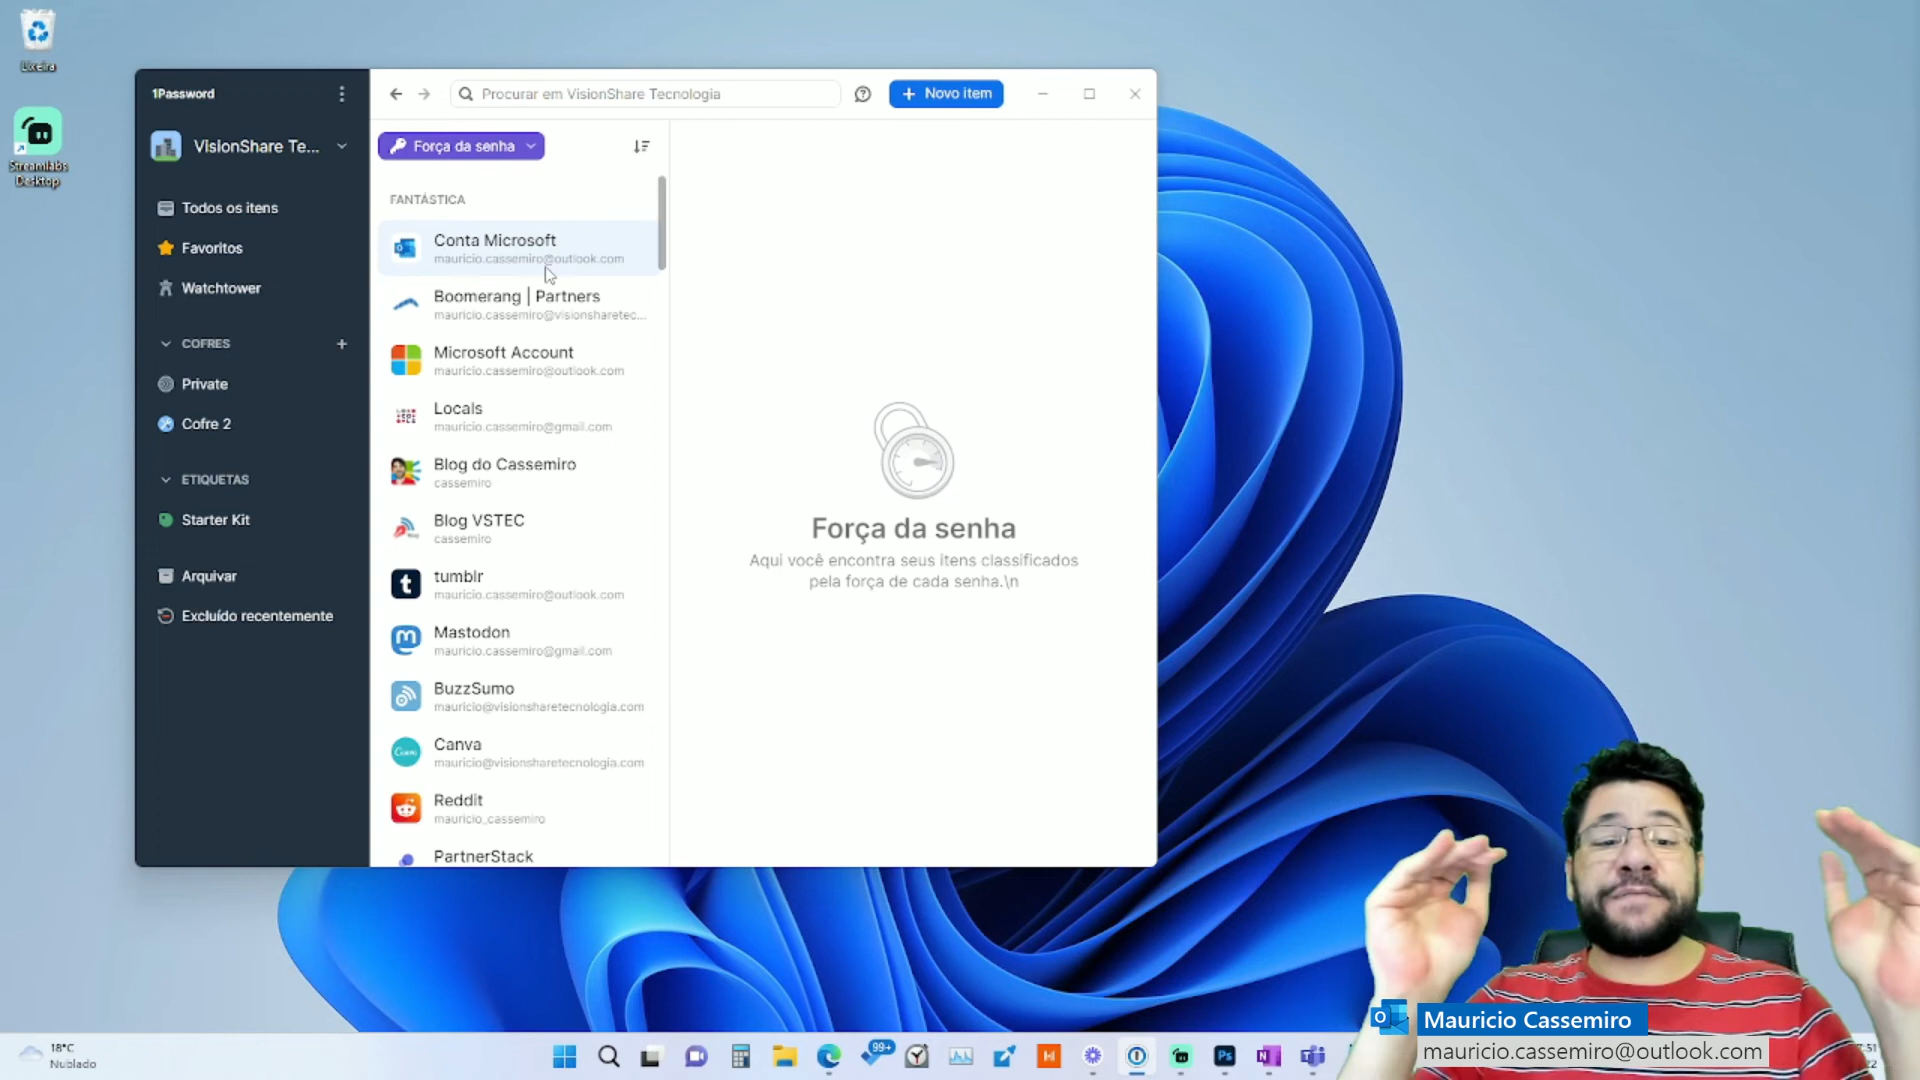 Lixeira
Streamlabs
Desktop
1Password
VisionShare Te...
Todos os itens
Favoritos
Watchtower
COFRES
Private
Cofre 2
ETIQUETAS
Starter Kit
Arquivar
Excluído recentemente
Procurar em VisionShare Tecnologia
Novo item
Força da senha
FANTÁSTICA
Conta Microsoft
mauricio.cassemiro@outlook.com
Boomerang | Partners
mauricio.cassemiro@visionsharetec...
Microsoft Account
mauricio.cassemiro@outlook.com
Locals
mauricio.cassemiro@gmail.com
Blog do Cassemiro
cassemiro
Blog VSTEC
cassemiro
tumblr
mauricio.cassemiro@outlook.com
Mastodon
mauricio.cassemiro@gmail.com
BuzzSumo
mauricio@visionsharetecnologia.com
Canva
mauricio@visionsharetecnologia.com
Reddit
mauricio_cassemiro
PartnerStack
Força da senha
Aqui você encontra seus itens classificados
pela força de cada senha.\n
Mauricio Cassemiro
mauricio.cassemiro@outlook.com
18°C
Nublado
99+